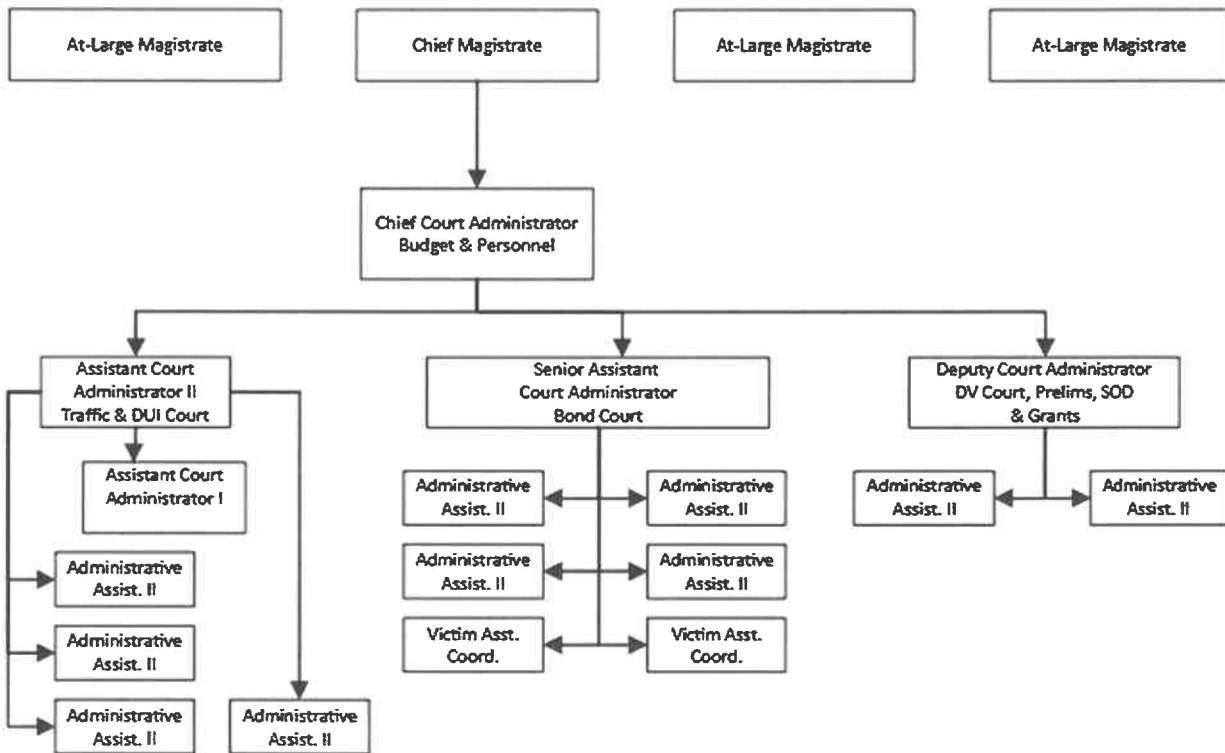 At-Large Magistrate
Chief Magistrate
At-Large Magistrate
At-Large Magistrate
Chief Court Administrator
Budget & Personnel
Assistant Court
Administrator II
Traffic & DUI Court
Senior Assistant
Court Administrator
Bond Court
Deputy Court Administrator
DV Court, Prelims, SOD
& Grants
Assistant Court
Administrator I
Administrative
Assist. II
Administrative
Assist. II
Administrative
Assist. II
Administrative
Assist. II
Administrative
Assist. II
Administrative
Assist. II
Administrative
Assist. II
Administrative
Assist. II
Victim Asst.
Coord.
Victim Asst.
Coord.
Administrative
Assist. II
Administrative
Assist. II